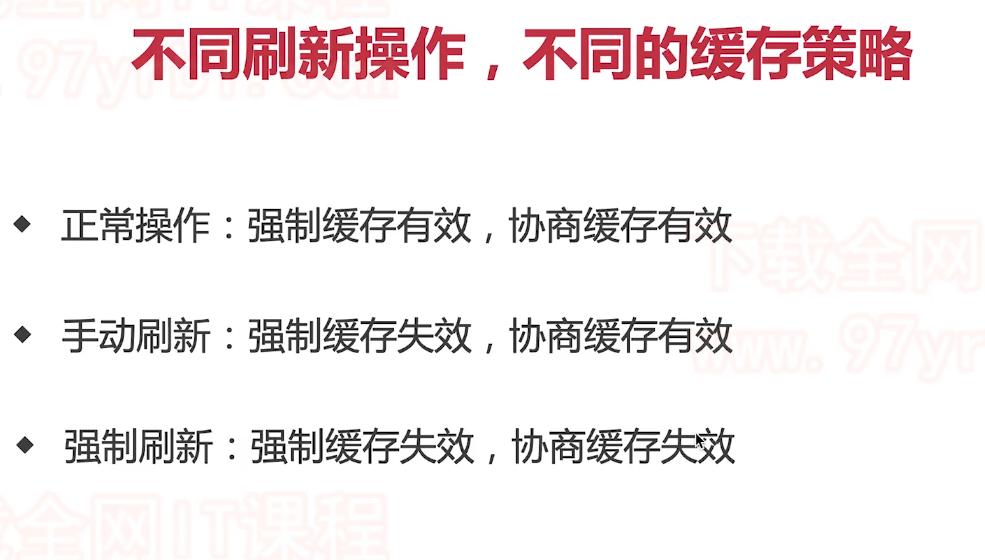 不同刷新操作，不同的缓存策略
正常操作：强制缓存有效，协商缓存有效
下载全网
手动刷新：强制缓存失效，协商缓存有效
www.97yr
强制刷新：强制缓存失效，协商缓存失效
载全网IT课程